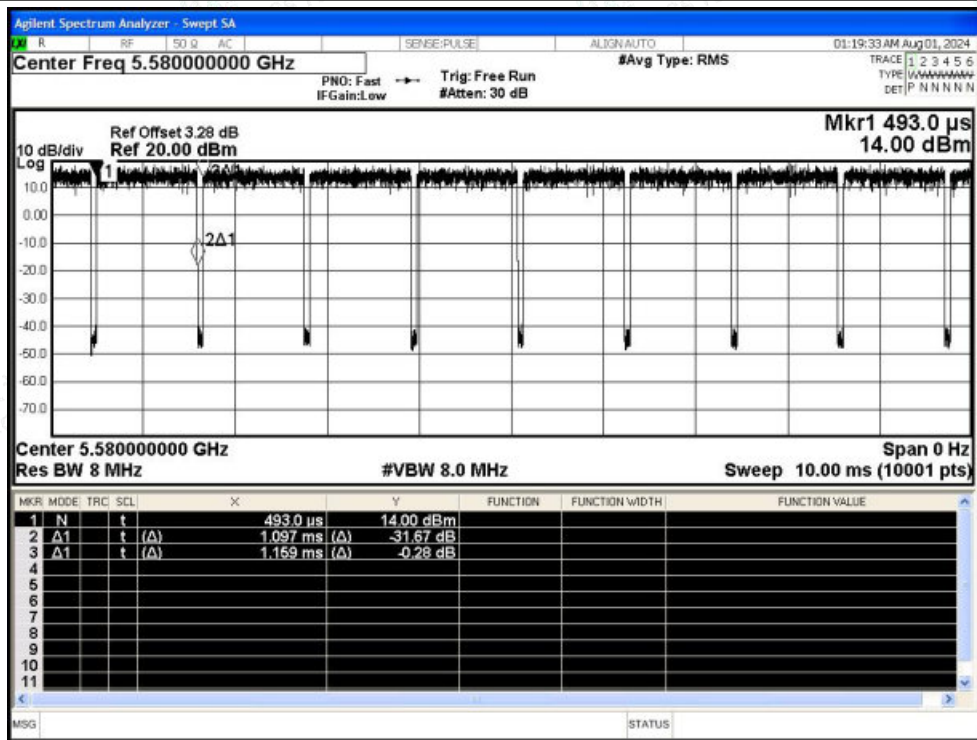 Agilent Spectrum Analyzer - Swept SA
R RF 50 Ω AC SENSE:PULSE ALIGNAUTO 01:19:33 AM Aug 01, 2024
Center Freq 5.580000000 GHz #Avg Type: RMS TRACE 1 2 3 4 5 6
PNO: Fast Trig: Free Run TYPE
IFGain:Low #Atten: 30 dB DET P N N N N N
Mkr1 493.0 µs
Ref Offset 3.28 dB
10 dB/div Ref 20.00 dBm 14.00 dBm
Log
1 3Δ1
10.0
0.00
2Δ1
-10.0
-20.0
-30.0
-40.0
-50.0
-60.0
-70.0
Center 5.580000000 GHz Span 0 Hz
Res BW 8 MHz #VBW 8.0 MHz Sweep 10.00 ms (10001 pts)
MKR MODE TRC SCL X Y FUNCTION FUNCTION WIDTH FUNCTION VALUE
1 N t 493.0 µs 14.00 dBm
2 Δ1 t (Δ) 1.097 ms (Δ) -31.67 dB
3 Δ1 t (Δ) 1.159 ms (Δ) -0.28 dB
4
5
6
7
8
9
10
11
MSG STATUS